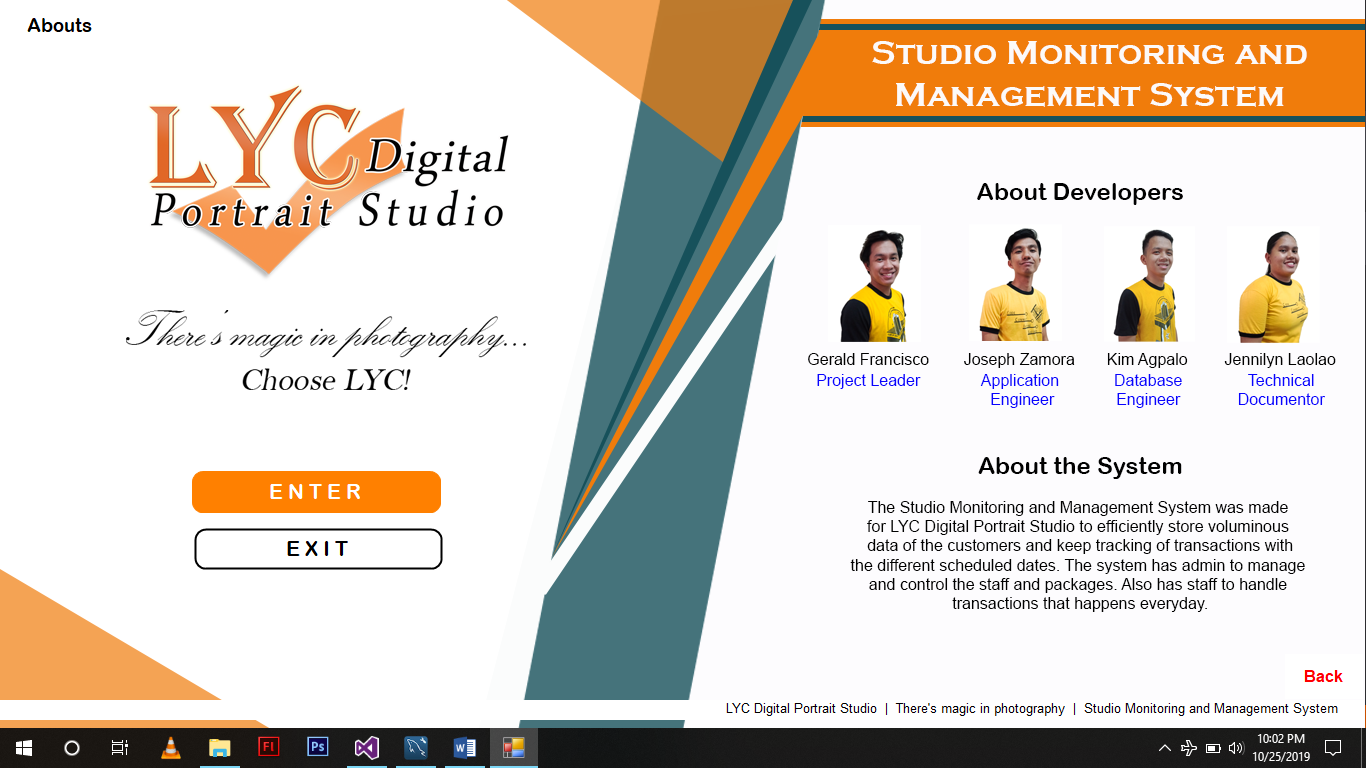 Abouts
LYC Digital
Portrait Studio
There's magic in photography...
Choose LYC!
ENTER
EXIT
STUDIO MONITORING AND
MANAGEMENT SYSTEM
About Developers
Gerald Francisco
Project Leader
Joseph Zamora
Application
Engineer
Kim Agpalo
Database
Engineer
Jennilyn Laolao
Technical
Documentor
About the System
The Studio Monitoring and Management System was made
for LYC Digital Portrait Studio to efficiently store voluminous
data of the customers and keep tracking of transactions with
the different scheduled dates. The system has admin to manage
and control the staff and packages. Also has staff to handle
transactions that happens everyday.
Back
LYC Digital Portrait Studio | There's magic in photography | Studio Monitoring and Management System
Fl
Ps
W
10:02 PM
10/25/2019